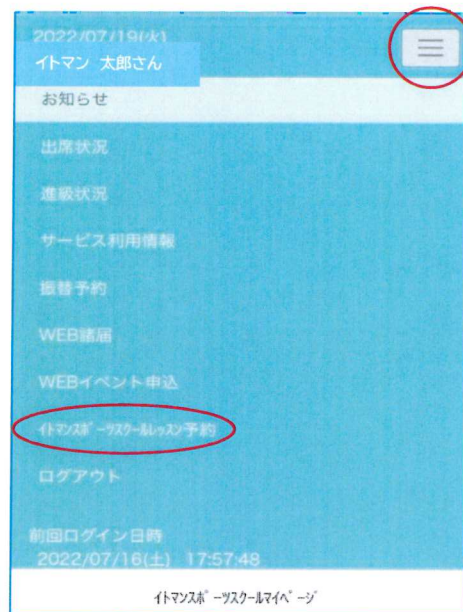 2022/07/19(火)
イトマン 太郎さん
お知らせ
出席状況
進級状況
サービス利用情報
振替予約
WEB諸届
WEBイベント申込
ｲﾄﾏﾝｽﾎﾟｰﾂｽｸｰﾙﾚｯｽﾝ予約
ログアウト
前回ログイン日時
2022/07/16(土) 17:57:48
ｲﾄﾏﾝｽﾎﾟｰﾂｽｸｰﾙﾏｲﾍﾟｰｼﾞ